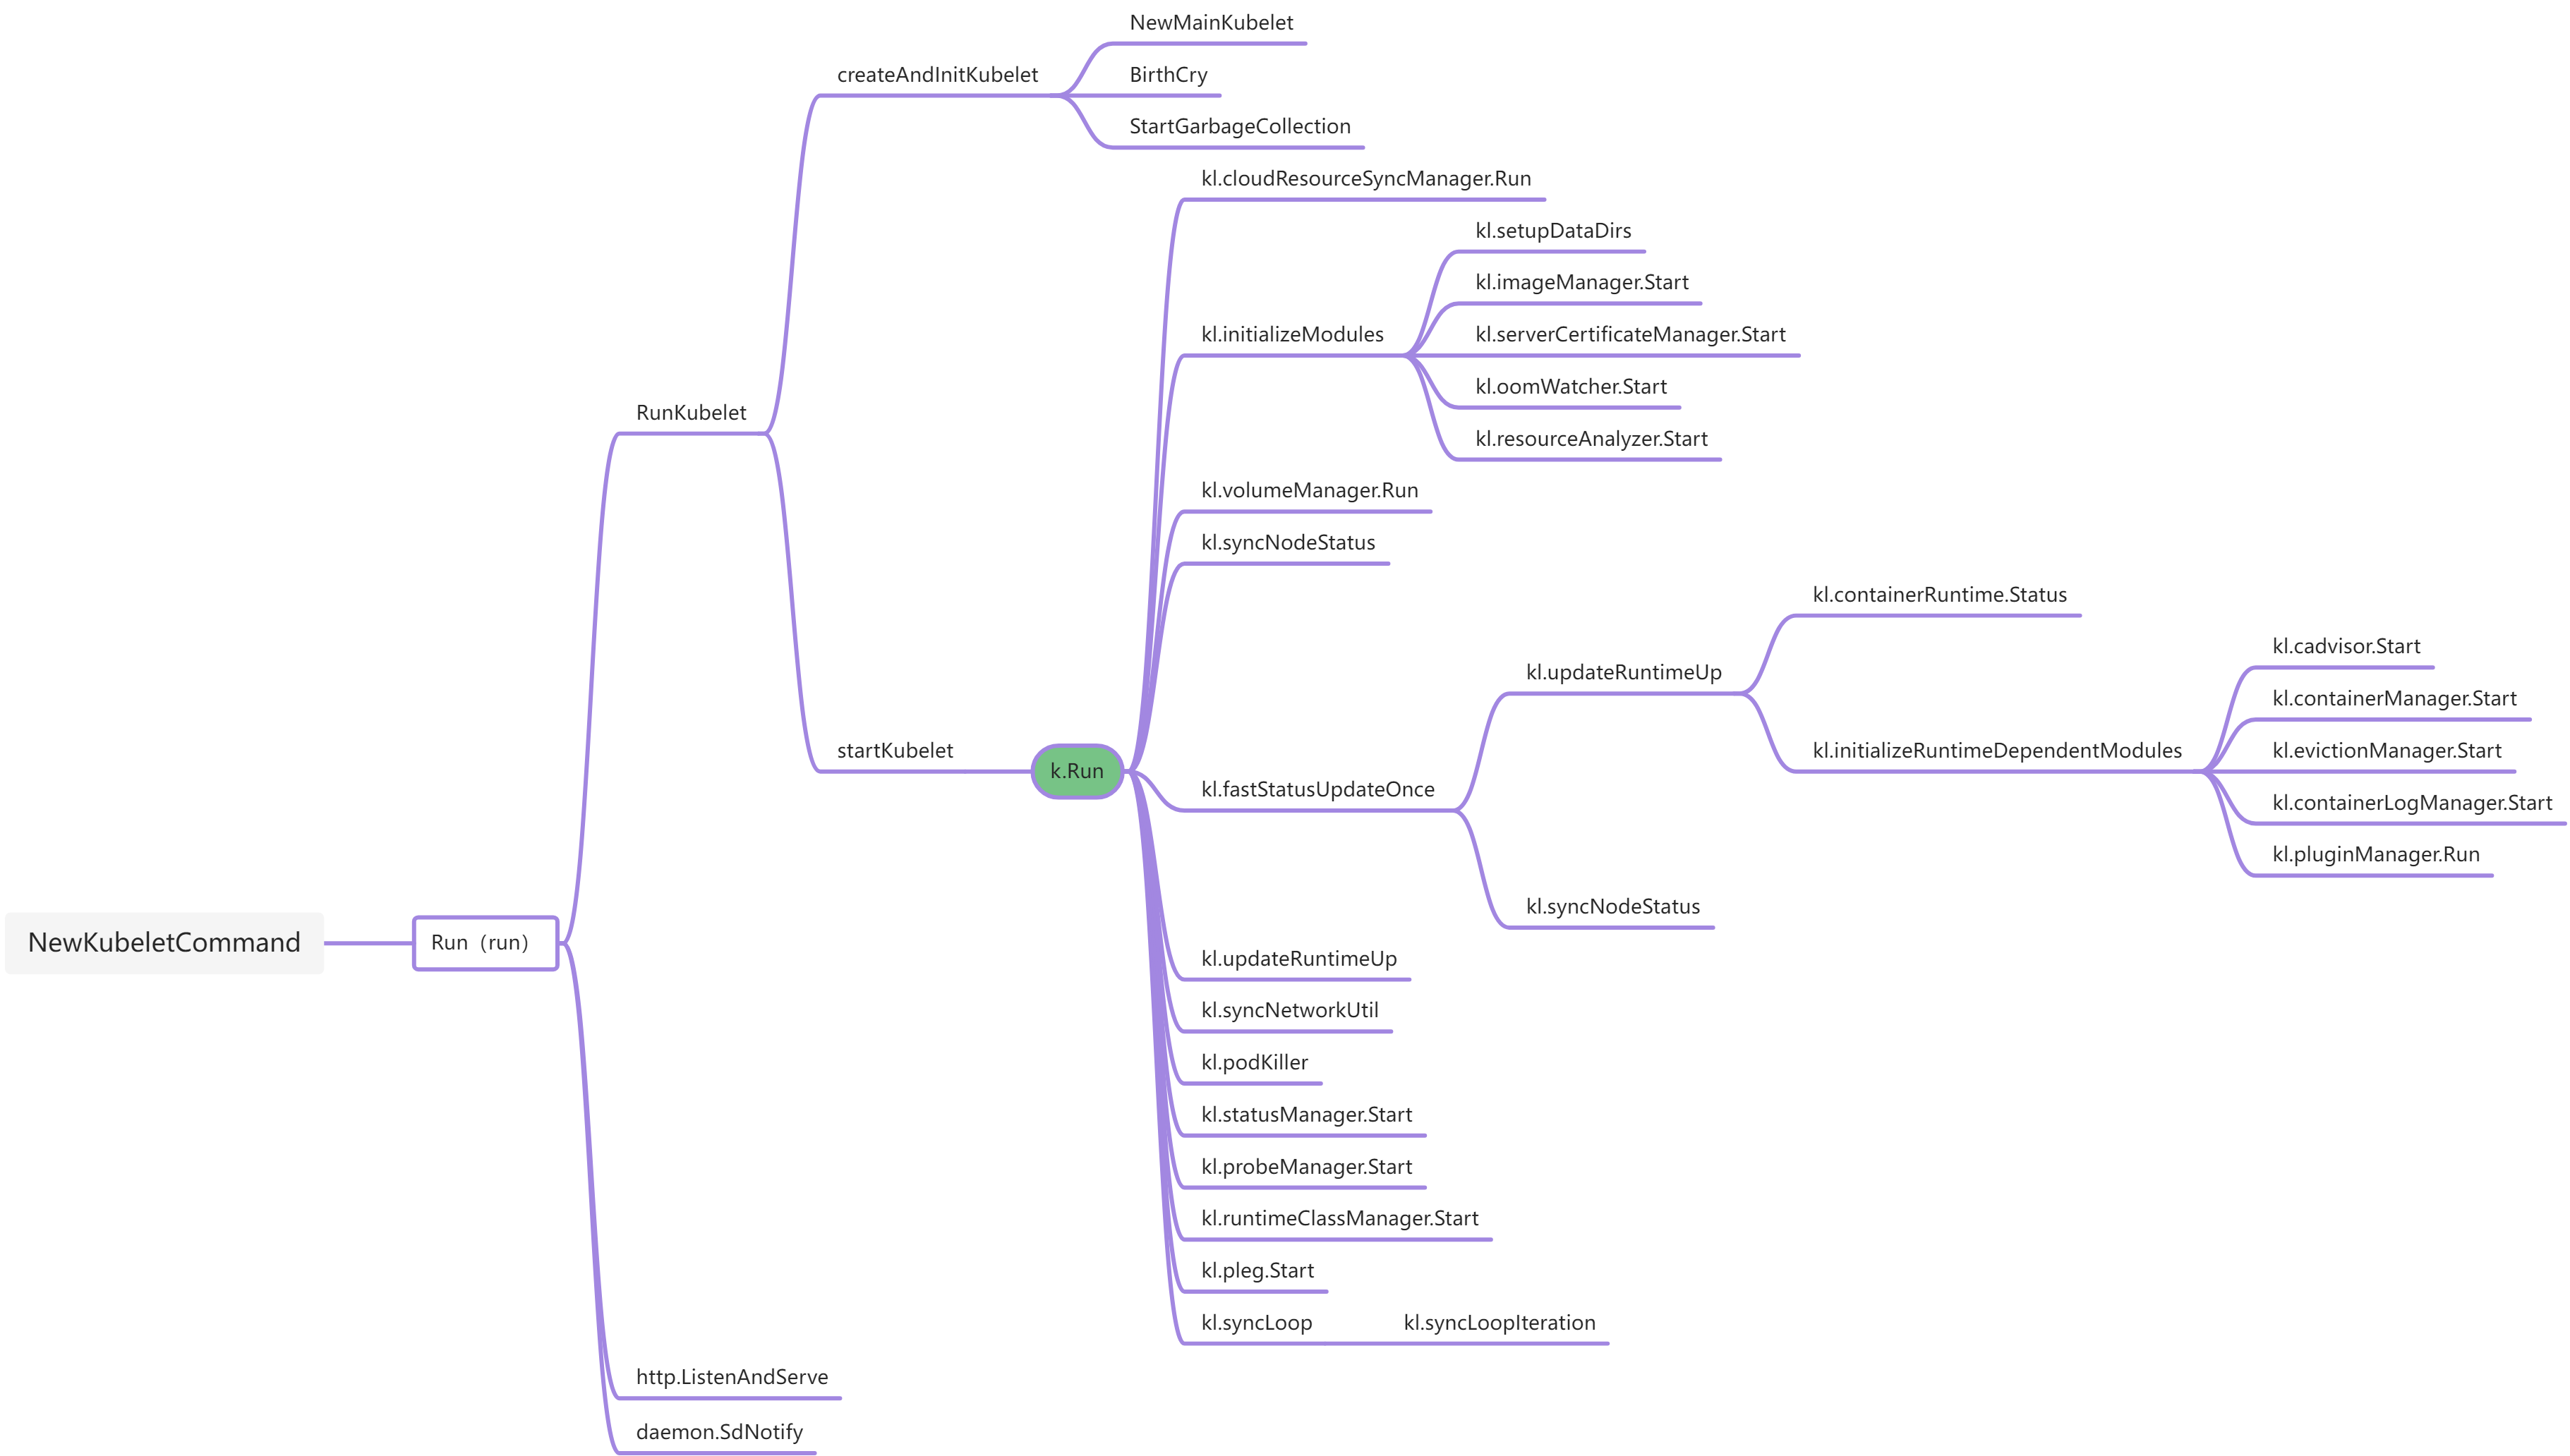 NewKubeletCommand
Run（run）
RunKubelet
createAndInitKubelet
NewMainKubelet
BirthCry
StartGarbageCollection
startKubelet
k.Run
kl.cloudResourceSyncManager.Run
kl.initializeModules
kl.setupDataDirs
kl.imageManager.Start
kl.serverCertificateManager.Start
kl.oomWatcher.Start
kl.resourceAnalyzer.Start
kl.volumeManager.Run
kl.syncNodeStatus
kl.fastStatusUpdateOnce
kl.updateRuntimeUp
kl.containerRuntime.Status
kl.initializeRuntimeDependentModules
kl.cadvisor.Start
kl.containerManager.Start
kl.evictionManager.Start
kl.containerLogManager.Start
kl.pluginManager.Run
kl.syncNodeStatus
kl.updateRuntimeUp
kl.syncNetworkUtil
kl.podKiller
kl.statusManager.Start
kl.probeManager.Start
kl.runtimeClassManager.Start
kl.pleg.Start
kl.syncLoop
kl.syncLoopIteration
http.ListenAndServe
daemon.SdNotify